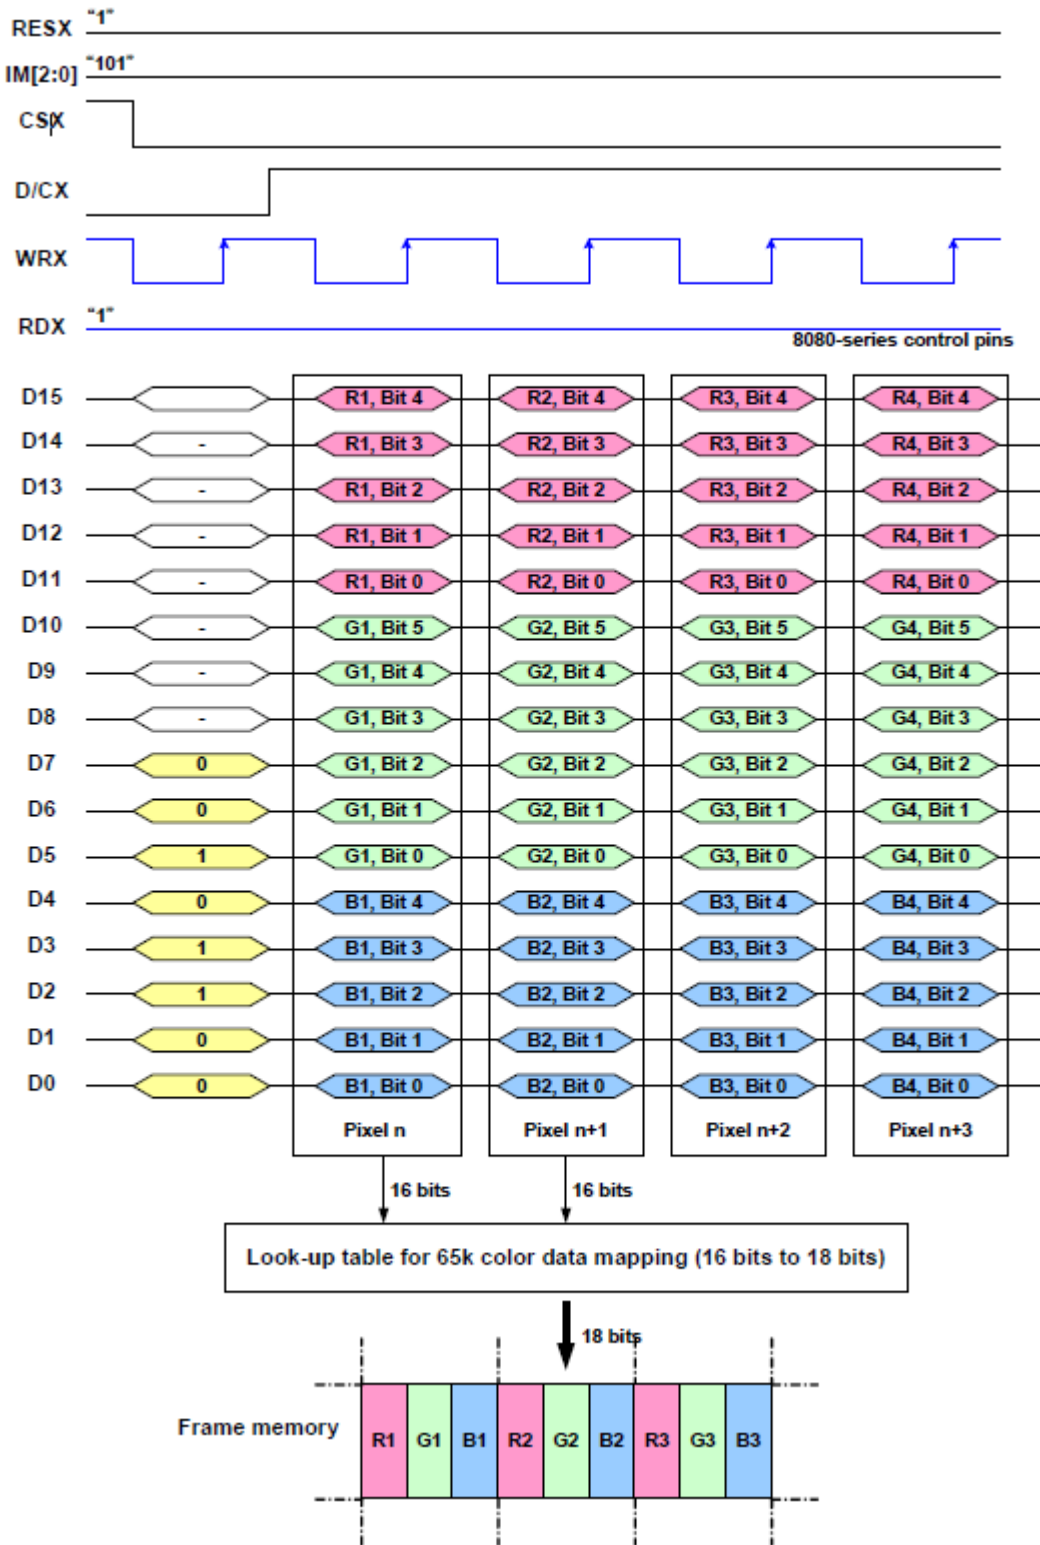 RESX "1"
IM[2:0] "101"
CSX
D/CX
WRX
RDX "1"
8080-series control pins
D15 R1, Bit 4 R2, Bit 4 R3, Bit 4 R4, Bit 4
D14 - R1, Bit 3 R2, Bit 3 R3, Bit 3 R4, Bit 3
D13 - R1, Bit 2 R2, Bit 2 R3, Bit 2 R4, Bit 2
D12 - R1, Bit 1 R2, Bit 1 R3, Bit 1 R4, Bit 1
D11 - R1, Bit 0 R2, Bit 0 R3, Bit 0 R4, Bit 0
D10 - G1, Bit 5 G2, Bit 5 G3, Bit 5 G4, Bit 5
D9 - G1, Bit 4 G2, Bit 4 G3, Bit 4 G4, Bit 4
D8 - G1, Bit 3 G2, Bit 3 G3, Bit 3 G4, Bit 3
D7 0 G1, Bit 2 G2, Bit 2 G3, Bit 2 G4, Bit 2
D6 0 G1, Bit 1 G2, Bit 1 G3, Bit 1 G4, Bit 1
D5 1 G1, Bit 0 G2, Bit 0 G3, Bit 0 G4, Bit 0
D4 0 B1, Bit 4 B2, Bit 4 B3, Bit 4 B4, Bit 4
D3 1 B1, Bit 3 B2, Bit 3 B3, Bit 3 B4, Bit 3
D2 1 B1, Bit 2 B2, Bit 2 B3, Bit 2 B4, Bit 2
D1 0 B1, Bit 1 B2, Bit 1 B3, Bit 1 B4, Bit 1
D0 0 B1, Bit 0 B2, Bit 0 B3, Bit 0 B4, Bit 0
Pixel n Pixel n+1 Pixel n+2 Pixel n+3
16 bits 16 bits
Look-up table for 65k color data mapping (16 bits to 18 bits)
18 bits
Frame memory R1 G1 B1 R2 G2 B2 R3 G3 B3